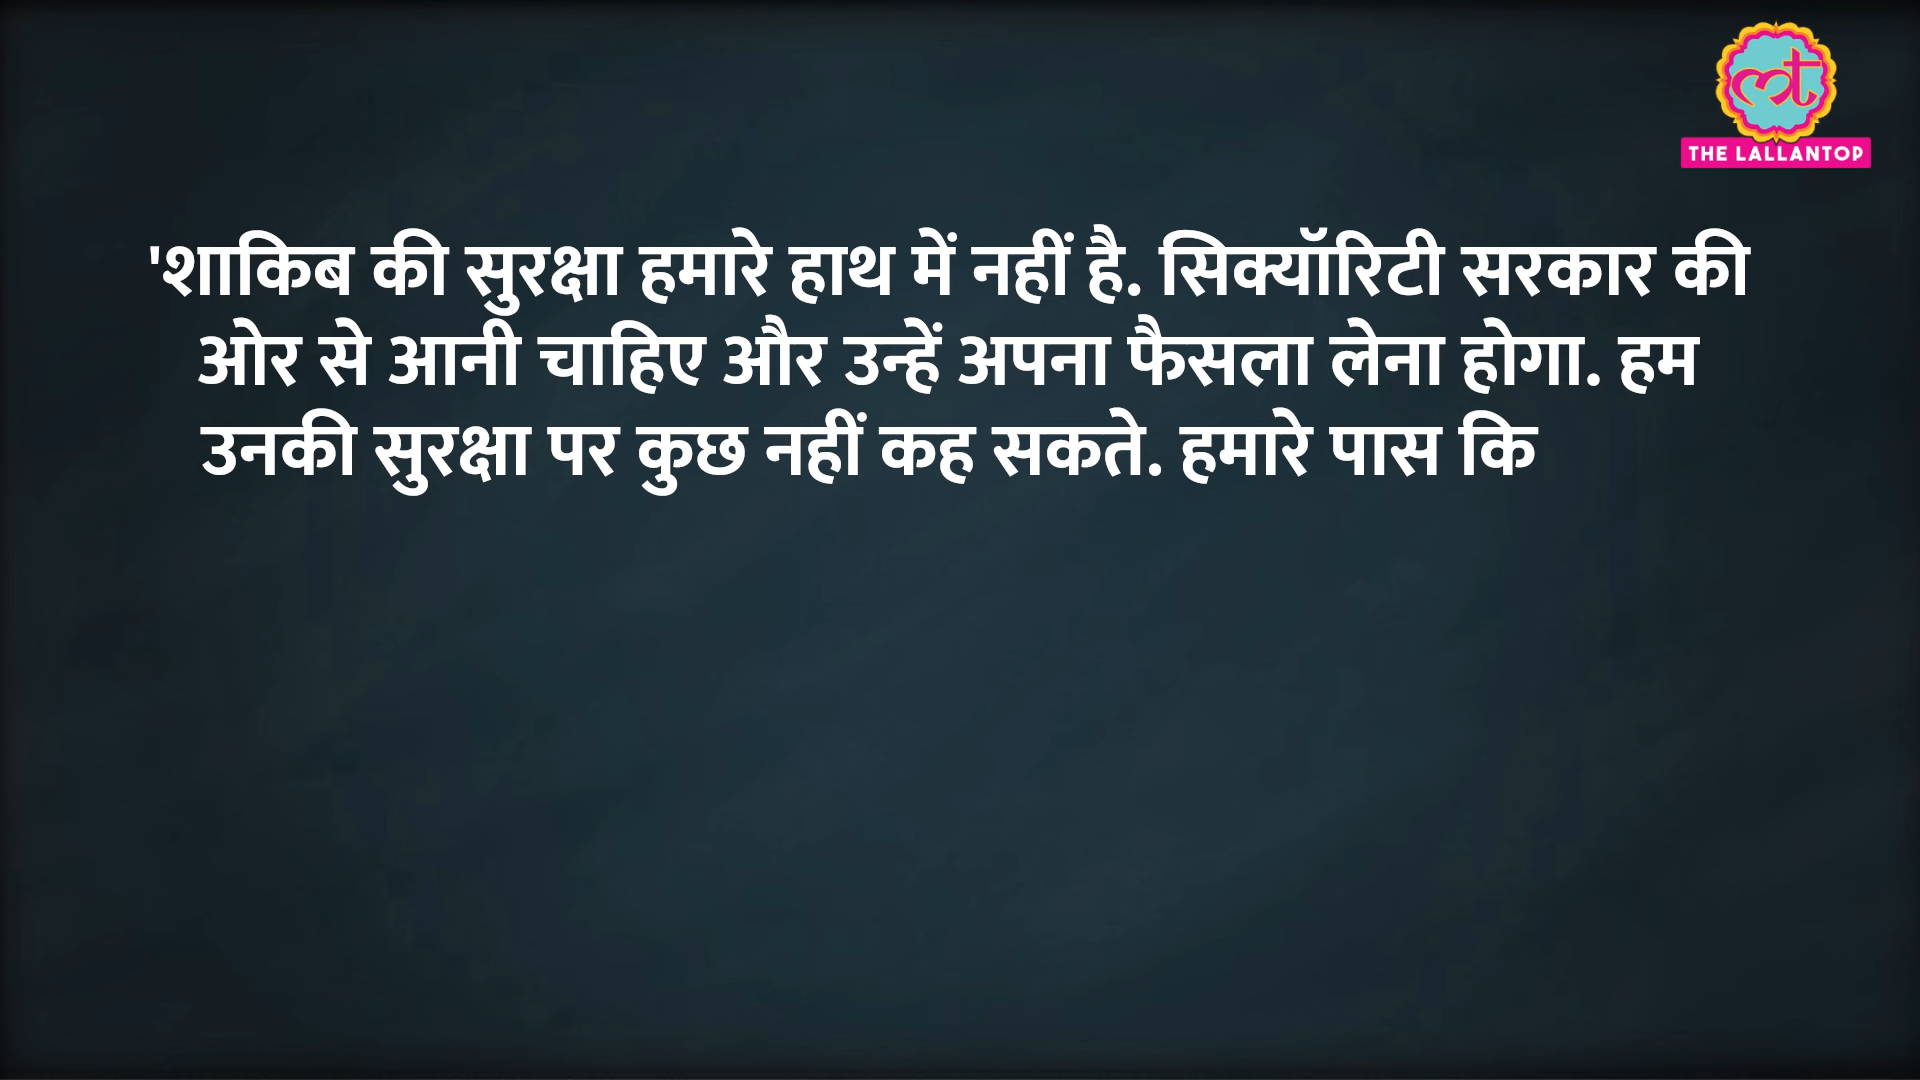 THE LALLANTOP
'शाकिब की सुरक्षा हमारे हाथ में नहीं है. सिक्यॉरिटी सरकार की
ओर से आनी चाहिए और उन्हें अपना फैसला लेना होगा. हम
उनकी सुरक्षा पर कुछ नहीं कह सकते. हमारे पास कि